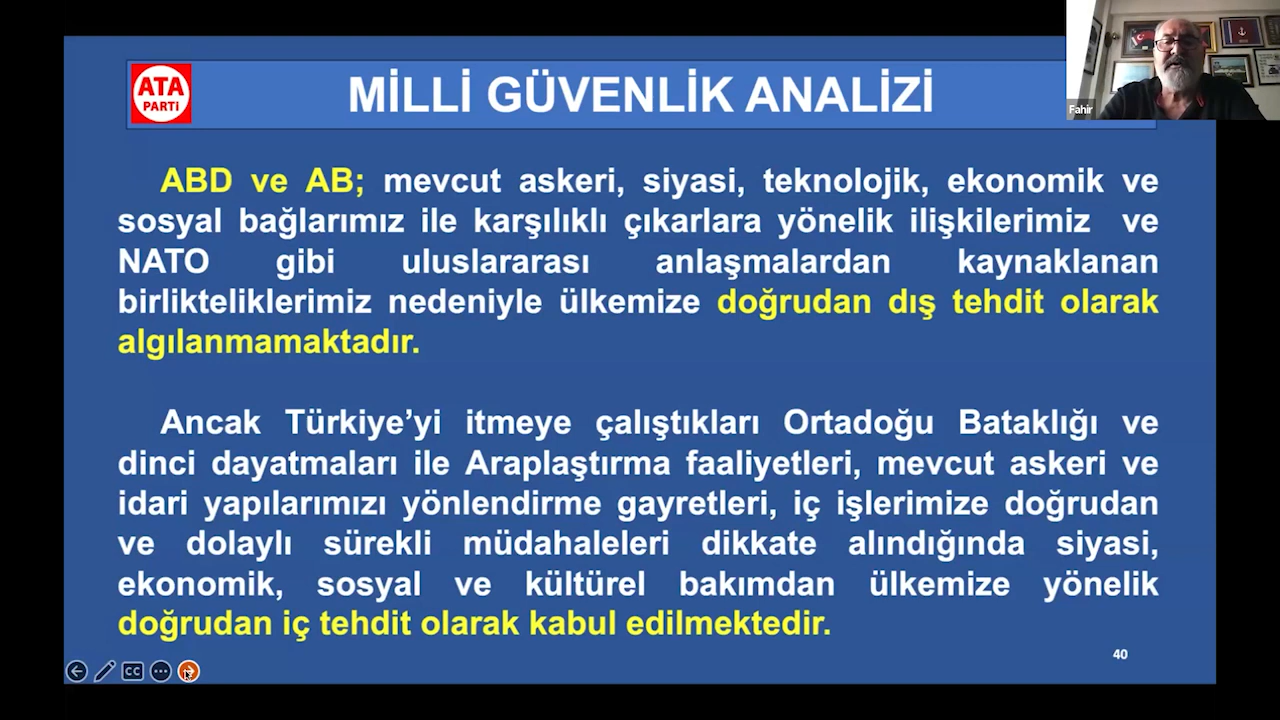 ATA
PARTİ
MİLLİ GÜVENLİK ANALİZİ
Fahir
ABD ve AB; mevcut askeri, siyasi, teknolojik, ekonomik ve
sosyal bağlarımız ile karşılıklı çıkarlara yönelik ilişkilerimiz ve
NATO gibi uluslararası anlaşmalardan kaynaklanan
birlikteliklerimiz nedeniyle ülkemize doğrudan dış tehdit olarak
algılanmamaktadır.
Ancak Türkiye’yi itmeye çalıştıkları Ortadoğu Bataklığı ve
dinci dayatmaları ile Araplaştırma faaliyetleri, mevcut askeri ve
idari yapılarımızı yönlendirme gayretleri, iç işlerimize doğrudan
ve dolaylı sürekli müdahaleleri dikkate alındığında siyasi,
ekonomik, sosyal ve kültürel bakımdan ülkemize yönelik
doğrudan iç tehdit olarak kabul edilmektedir.
40
CC